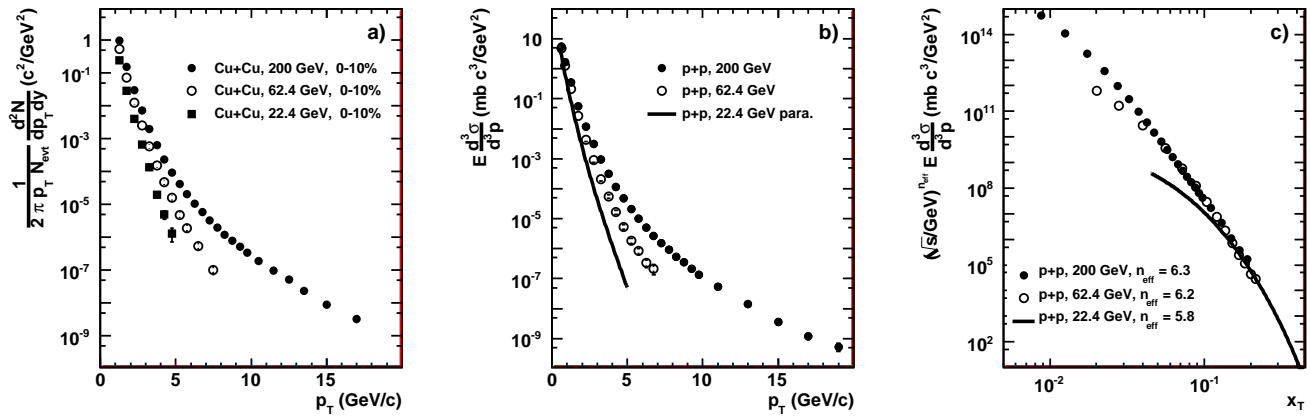 a)
1/(2 π p_T N_evt) d²N/(dp_T dy) (c²/GeV²)
Cu+Cu, 200 GeV, 0-10%
Cu+Cu, 62.4 GeV, 0-10%
Cu+Cu, 22.4 GeV, 0-10%
1
10⁻¹
10⁻³
10⁻⁵
10⁻⁷
10⁻⁹
0 5 10 15
p_T (GeV/c)
b)
E d³σ/d³p (mb c³/GeV²)
p+p, 200 GeV
p+p, 62.4 GeV
p+p, 22.4 GeV para.
10
10⁻¹
10⁻³
10⁻⁵
10⁻⁷
10⁻⁹
0 5 10 15
p_T (GeV/c)
c)
(√s/GeV)^n_eff E d³σ/d³p (mb c³/GeV²)
10¹⁴
10¹¹
10⁸
10⁵
10²
p+p, 200 GeV, n_eff = 6.3
p+p, 62.4 GeV, n_eff = 6.2
p+p, 22.4 GeV, n_eff = 5.8
10⁻² 10⁻¹
x_T